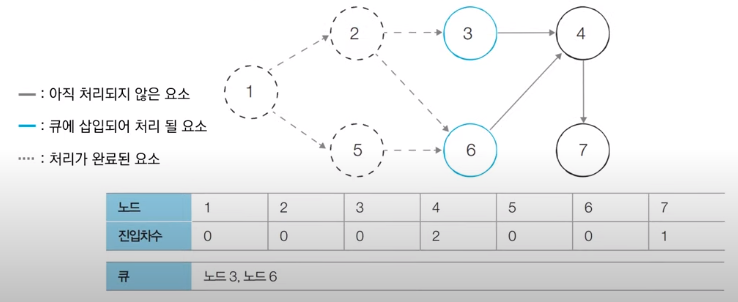 2
3
4
1
— : 아직 처리되지 않은 요소
— : 큐에 삽입되어 처리 될 요소
···· : 처리가 완료된 요소
5
6
7
노드 1 2 3 4 5 6 7
진입차수 0 0 0 2 0 0 1
큐 노드 3, 노드 6